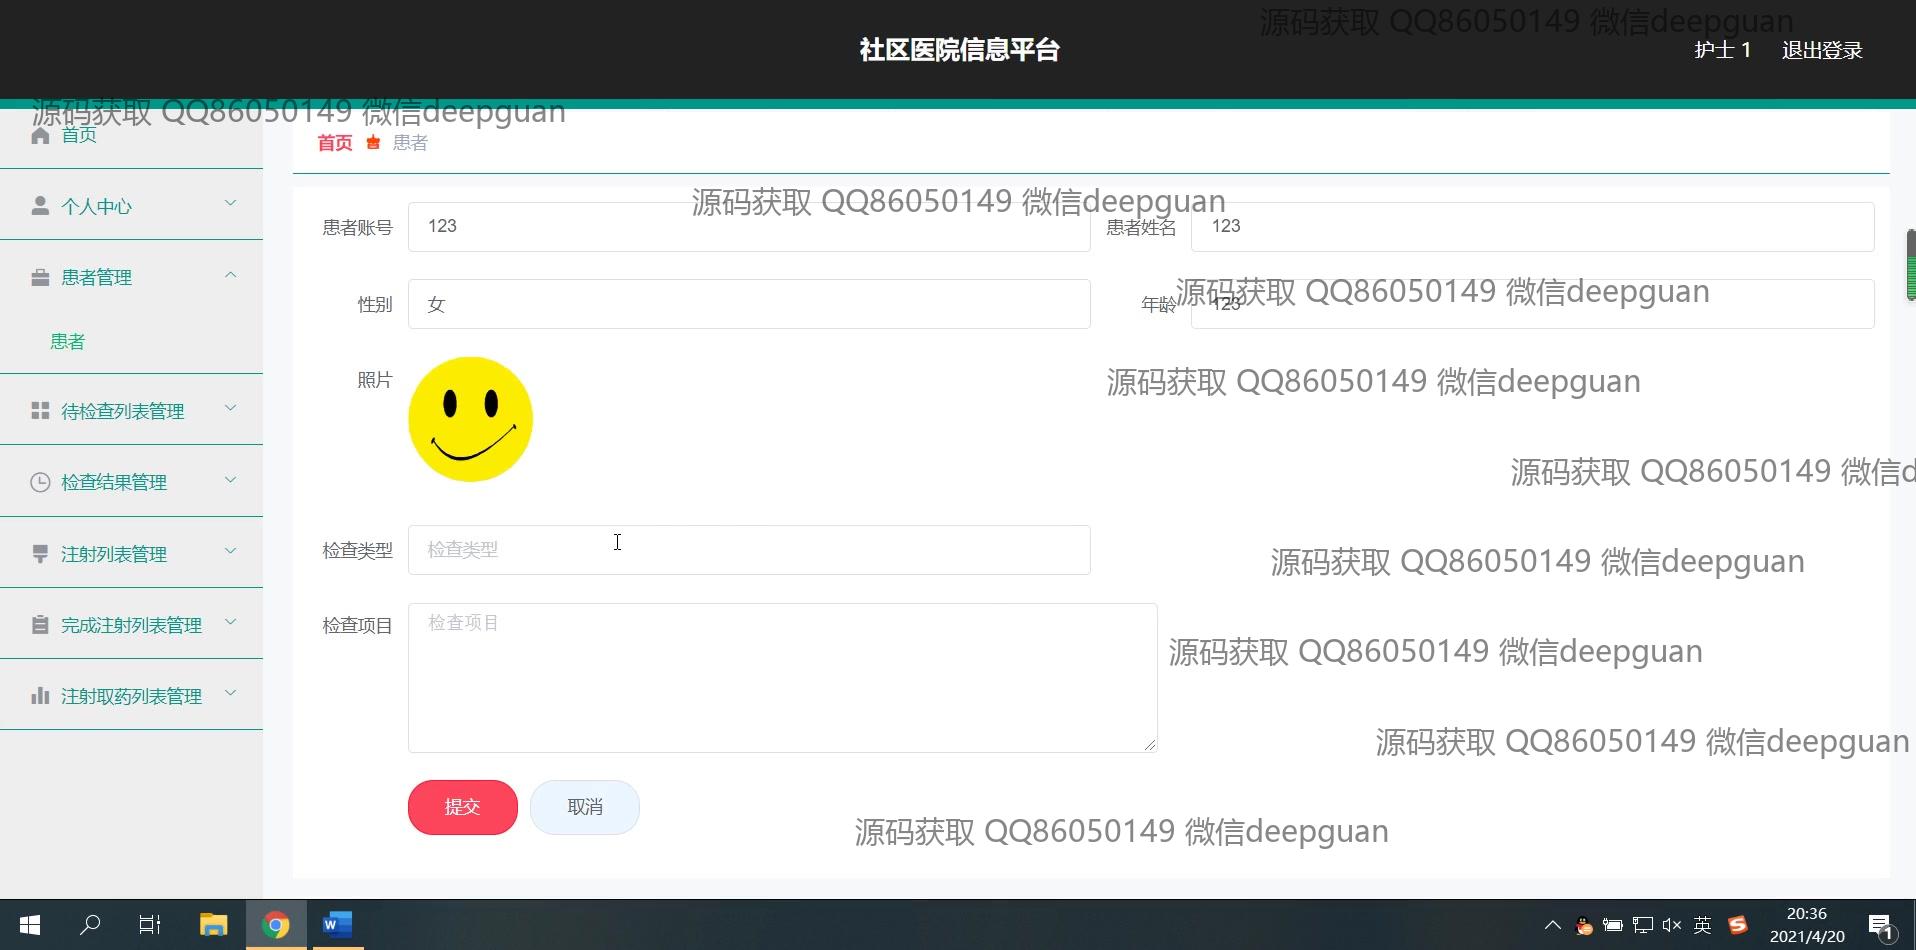 源码获取 QQ86050149 微信deepguan
社区医院信息平台
护士 1 退出登录
源码获取 QQ86050149 微信deepguan
首页
首页 患者
个人中心
源码获取 QQ86050149 微信deepguan
患者账号 123
患者姓名 123
患者管理
源码获取 QQ86050149 微信deepguan
性别 女
年龄 123
患者
照片
源码获取 QQ86050149 微信deepguan
待检查列表管理
源码获取 QQ86050149 微信d
检查结果管理
检查类型 检查类型
注射列表管理
源码获取 QQ86050149 微信deepguan
检查项目 检查项目
完成注射列表管理
源码获取 QQ86050149 微信deepguan
注射取药列表管理
源码获取 QQ86050149 微信deepguan
提交 取消
源码获取 QQ86050149 微信deepguan
W
英
S
20:36
2021/4/20
1